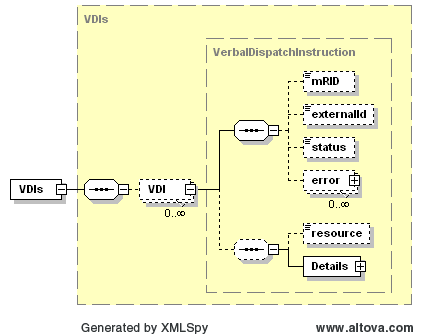 VDIs
VerbalDispatchInstruction
mRID
externalId
status
VDIs
VDI
error
0..∞
0..∞
resource
Details
Generated by XMLSpy
www.altova.com